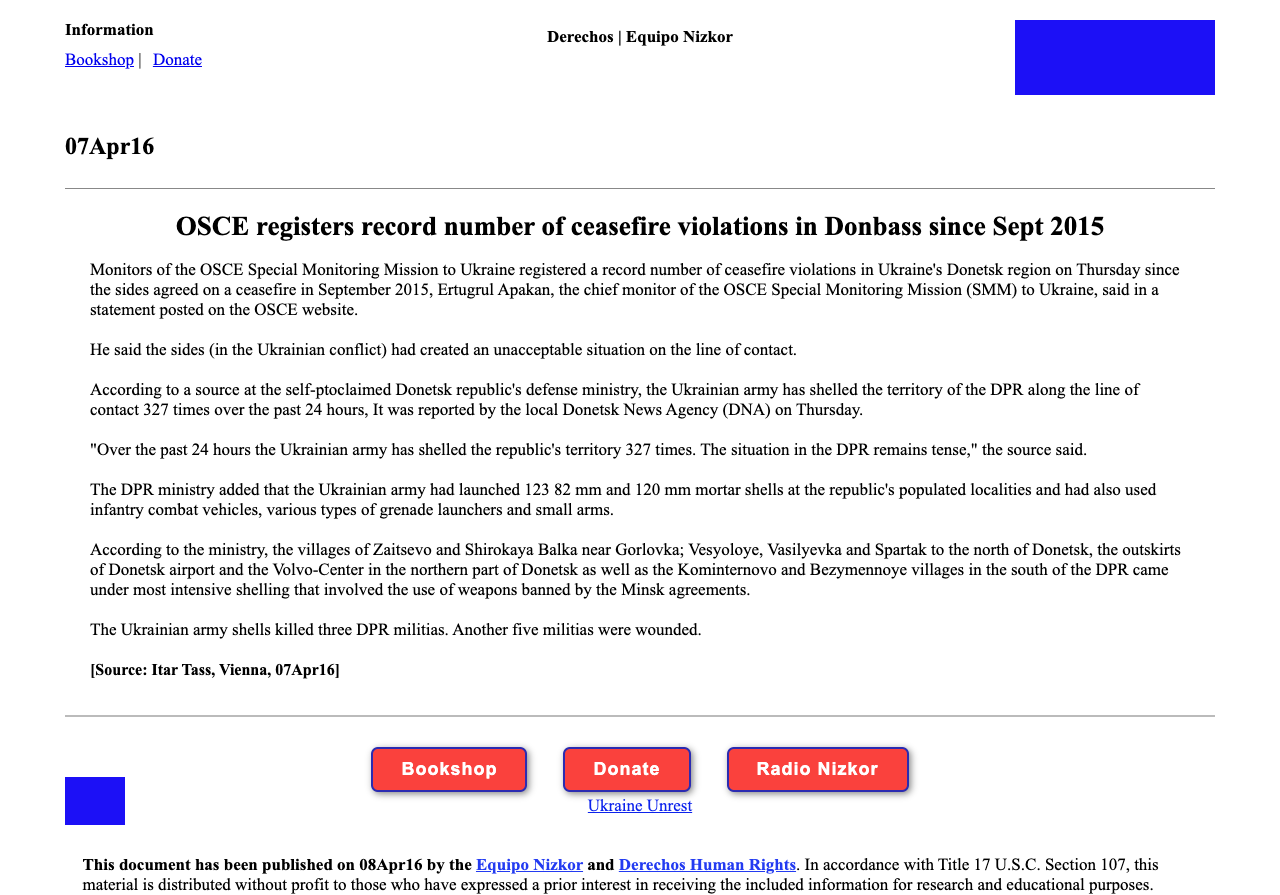 Information
Derechos | Equipo Nizkor
Bookshop | Donate
07Apr16
OSCE registers record number of ceasefire violations in Donbass since Sept 2015
Monitors of the OSCE Special Monitoring Mission to Ukraine registered a record number of ceasefire violations in Ukraine's Donetsk region on Thursday since
the sides agreed on a ceasefire in September 2015, Ertugrul Apakan, the chief monitor of the OSCE Special Monitoring Mission (SMM) to Ukraine, said in a
statement posted on the OSCE website.
He said the sides (in the Ukrainian conflict) had created an unacceptable situation on the line of contact.
According to a source at the self-ptoclaimed Donetsk republic's defense ministry, the Ukrainian army has shelled the territory of the DPR along the line of
contact 327 times over the past 24 hours, It was reported by the local Donetsk News Agency (DNA) on Thursday.
"Over the past 24 hours the Ukrainian army has shelled the republic's territory 327 times. The situation in the DPR remains tense," the source said.
The DPR ministry added that the Ukrainian army had launched 123 82 mm and 120 mm mortar shells at the republic's populated localities and had also used
infantry combat vehicles, various types of grenade launchers and small arms.
According to the ministry, the villages of Zaitsevo and Shirokaya Balka near Gorlovka; Vesyoloye, Vasilyevka and Spartak to the north of Donetsk, the outskirts
of Donetsk airport and the Volvo-Center in the northern part of Donetsk as well as the Kominternovo and Bezymennoye villages in the south of the DPR came
under most intensive shelling that involved the use of weapons banned by the Minsk agreements.
The Ukrainian army shells killed three DPR militias. Another five militias were wounded.
[Source: Itar Tass, Vienna, 07Apr16]
Bookshop Donate Radio Nizkor
Ukraine Unrest
This document has been published on 08Apr16 by the Equipo Nizkor and Derechos Human Rights. In accordance with Title 17 U.S.C. Section 107, this
material is distributed without profit to those who have expressed a prior interest in receiving the included information for research and educational purposes.